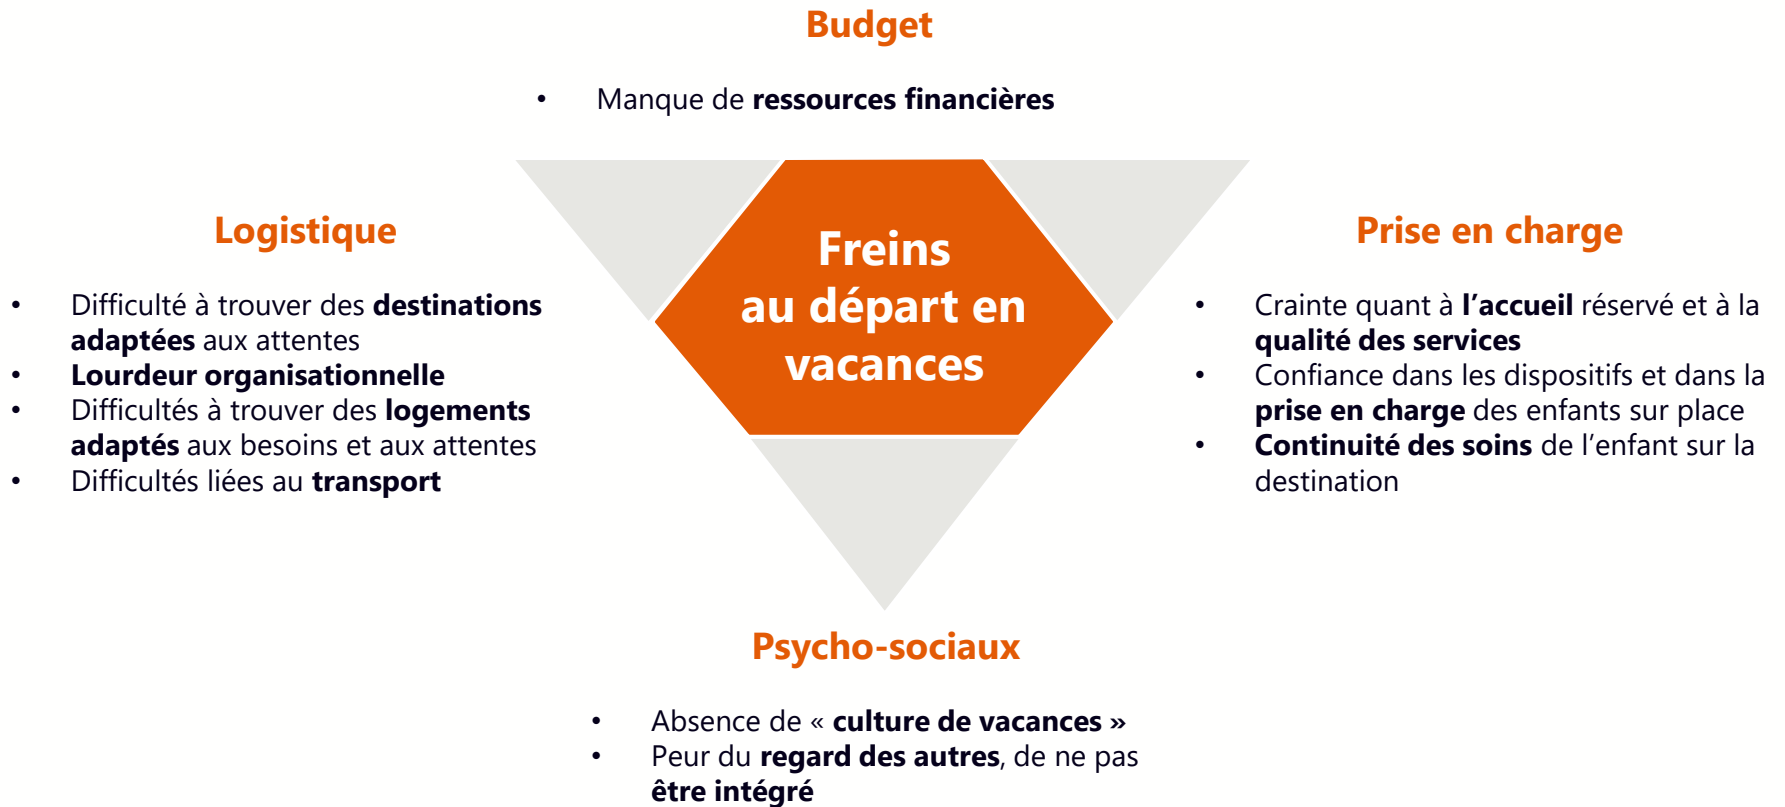 Budget
• Manque de ressources financières
Logistique
• Difficulté à trouver des destinations
adaptées aux attentes
• Lourdeur organisationnelle
• Difficultés à trouver des logements
adaptés aux besoins et aux attentes
• Difficultés liées au transport
Freins
au départ en
vacances
Prise en charge
• Crainte quant à l’accueil réservé et à la
qualité des services
• Confiance dans les dispositifs et dans la
prise en charge des enfants sur place
• Continuité des soins de l’enfant sur la
destination
Psycho-sociaux
• Absence de « culture de vacances »
• Peur du regard des autres, de ne pas
être intégré